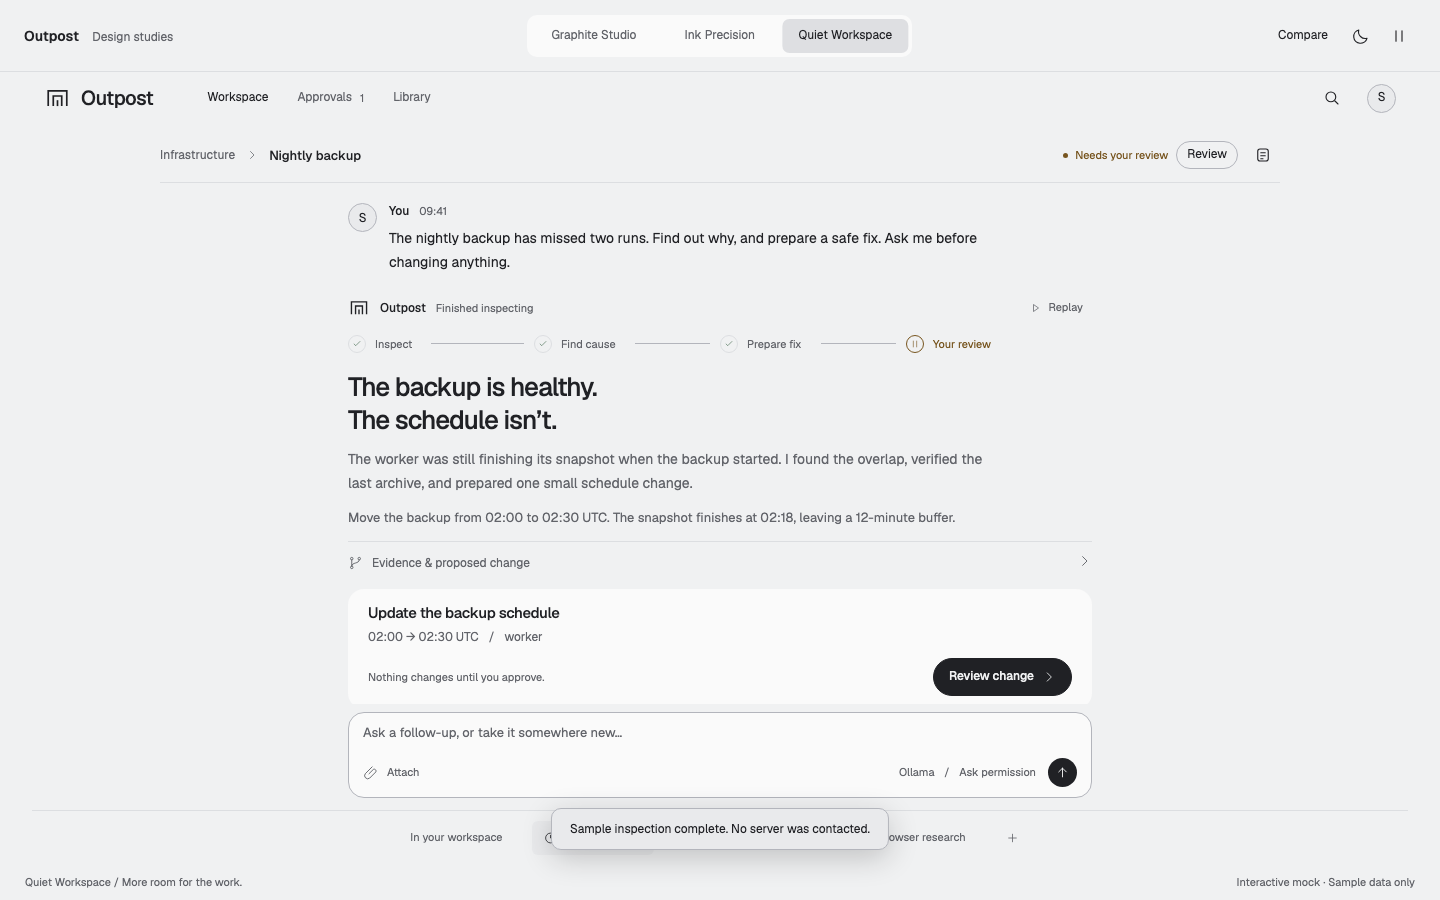 Outpost Design studies
Graphite Studio
Ink Precision
Quiet Workspace
Compare
Outpost
Workspace
Approvals 1
Library
S
Infrastructure
Nightly backup
Needs your review
Review
S
You 09:41
The nightly backup has missed two runs. Find out why, and prepare a safe fix. Ask me before
changing anything.
Outpost Finished inspecting
Replay
Inspect
Find cause
Prepare fix
Your review
The backup is healthy.
The schedule isn’t.
The worker was still finishing its snapshot when the backup started. I found the overlap, verified the
last archive, and prepared one small schedule change.
Move the backup from 02:00 to 02:30 UTC. The snapshot finishes at 02:18, leaving a 12-minute buffer.
Evidence & proposed change
Update the backup schedule
02:00 → 02:30 UTC / worker
Nothing changes until you approve.
Review change
Ask a follow-up, or take it somewhere new…
Attach
Ollama / Ask permission
Sample inspection complete. No server was contacted.
In your workspace
research
Quiet Workspace / More room for the work.
Interactive mock · Sample data only